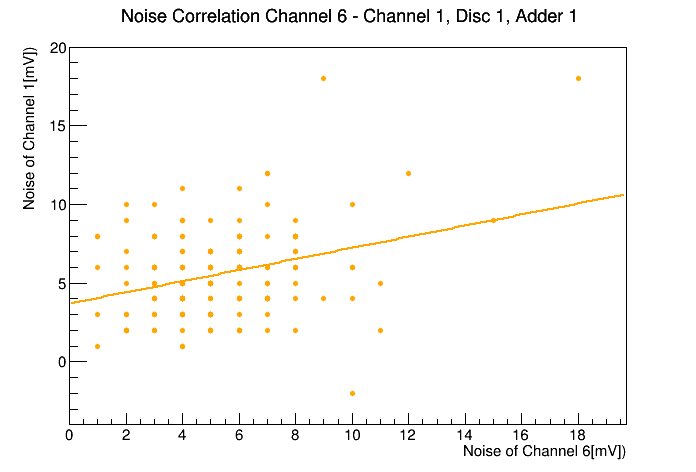 Noise Correlation Channel 6 - Channel 1, Disc 1, Adder 1
Noise of Channel 1[mV])
20
15
10
5
0
0 2 4 6 8 10 12 14 16 18
Noise of Channel 6[mV])